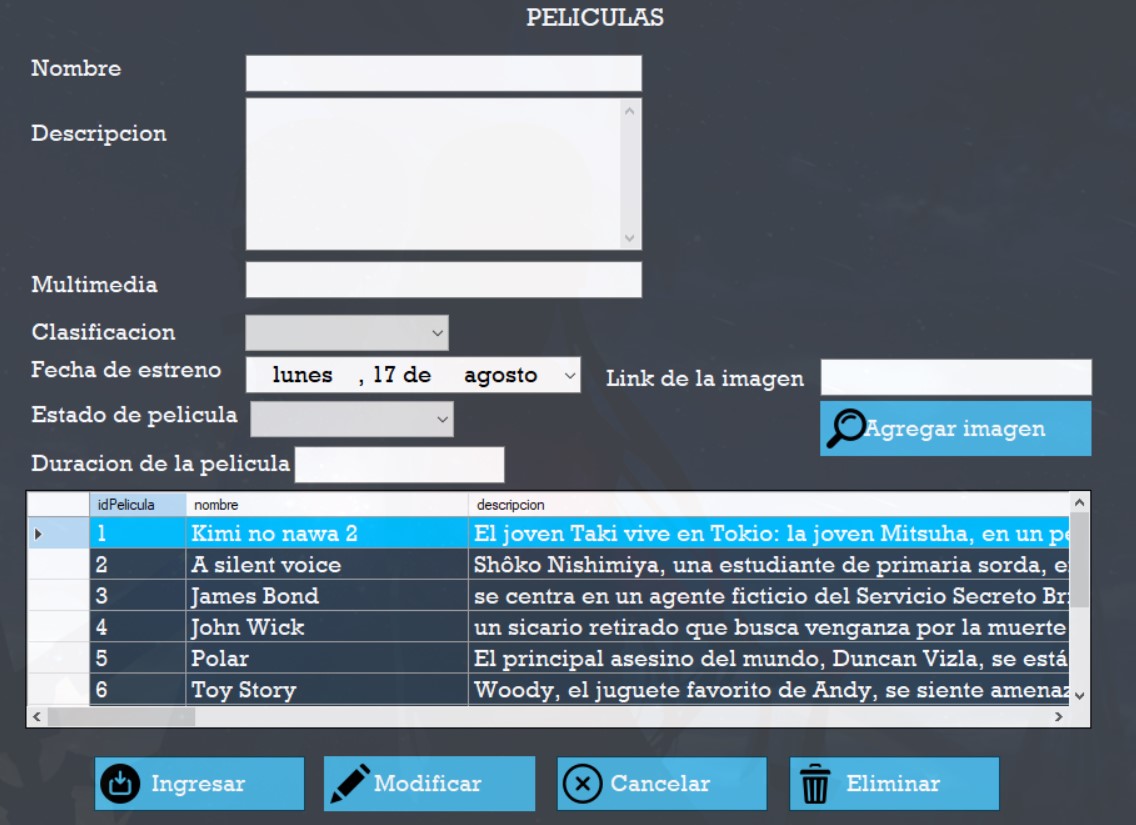 PELICULAS
Nombre
Descripcion
Multimedia
Clasificacion
Fecha de estreno lunes , 17 de agosto
Link de la imagen
Estado de pelicula
Agregar imagen
Duracion de la pelicula
idPelicula nombre descripcion
1 Kimi no nawa 2 El joven Taki vive en Tokio: la joven Mitsuha, en un pe
2 A silent voice Shôko Nishimiya, una estudiante de primaria sorda, e
3 James Bond se centra en un agente ficticio del Servicio Secreto Br
4 John Wick un sicario retirado que busca venganza por la muerte
5 Polar El principal asesino del mundo, Duncan Vizla, se está
6 Toy Story Woody, el juguete favorito de Andy, se siente amenaz
Ingresar Modificar Cancelar Eliminar